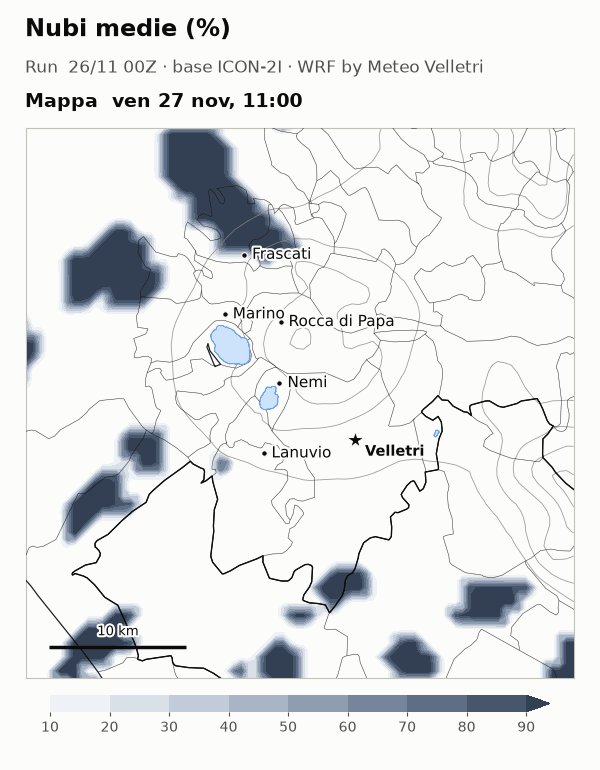 Nubi medie (%)
Run  26/11 00Z · base ICON-2I · WRF by Meteo Velletri
Mappa  ven 27 nov, 11:00
Frascati
Marino
Rocca di Papa
Nemi
Velletri
Lanuvio
10 km
10 20 30 40 50 60 70 80 90